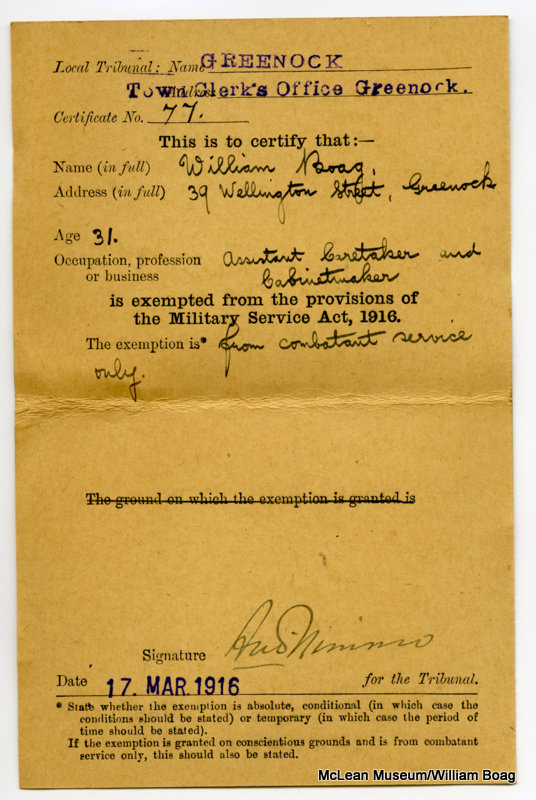 Local Tribunal: Name GREENOCK
Address Town Clerk's Office Greenock.
Certificate No. 77.
This is to certify that:—
Name (in full) William Boag,
Address (in full) 39 Wellington Street, Greenock
Age 31.
Occupation, profession Assistant Caretaker and
or business Cabinetmaker
is exempted from the provisions of
the Military Service Act, 1916.
The exemption is* from combatant service
only.
The ground on which the exemption is granted is
Signature
Date 17. MAR. 1916 for the Tribunal.
* State whether the exemption is absolute, conditional (in which case the
conditions should be stated) or temporary (in which case the period of
time should be stated).
If the exemption is granted on conscientious grounds and is from combatant
service only, this should also be stated.
McLean Museum/William Boag